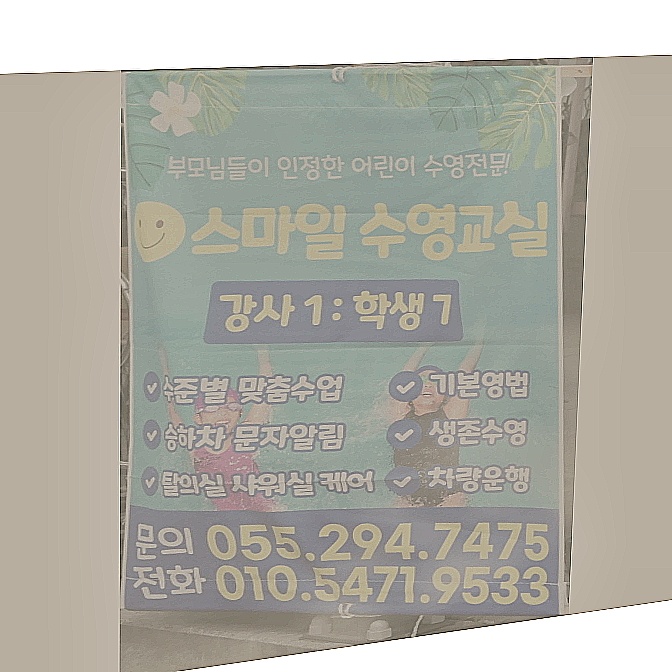 부모님들이 인정한 어린이 수영전문!
스마일 수영교실
강사 1 : 학생 7
수준별 맞춤수업
기본영법
승하차 문자알림
생존수영
탈의실 샤워실 케어
차량운행
문의 055.294.7475
전화 010.5471.9533